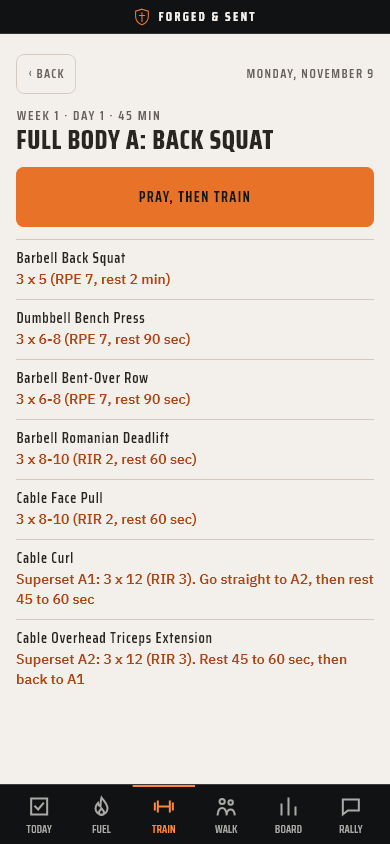 FORGED & SENT
‹ BACK
MONDAY, NOVEMBER 9
WEEK 1 · DAY 1 · 45 MIN
FULL BODY A: BACK SQUAT
PRAY, THEN TRAIN
Barbell Back Squat
3 x 5 (RPE 7, rest 2 min)
Dumbbell Bench Press
3 x 6-8 (RPE 7, rest 90 sec)
Barbell Bent-Over Row
3 x 6-8 (RPE 7, rest 90 sec)
Barbell Romanian Deadlift
3 x 8-10 (RIR 2, rest 60 sec)
Cable Face Pull
3 x 8-10 (RIR 2, rest 60 sec)
Cable Curl
Superset A1: 3 x 12 (RIR 3). Go straight to A2, then rest
45 to 60 sec
Cable Overhead Triceps Extension
Superset A2: 3 x 12 (RIR 3). Rest 45 to 60 sec, then
back to A1
TODAY
FUEL
TRAIN
WALK
BOARD
RALLY